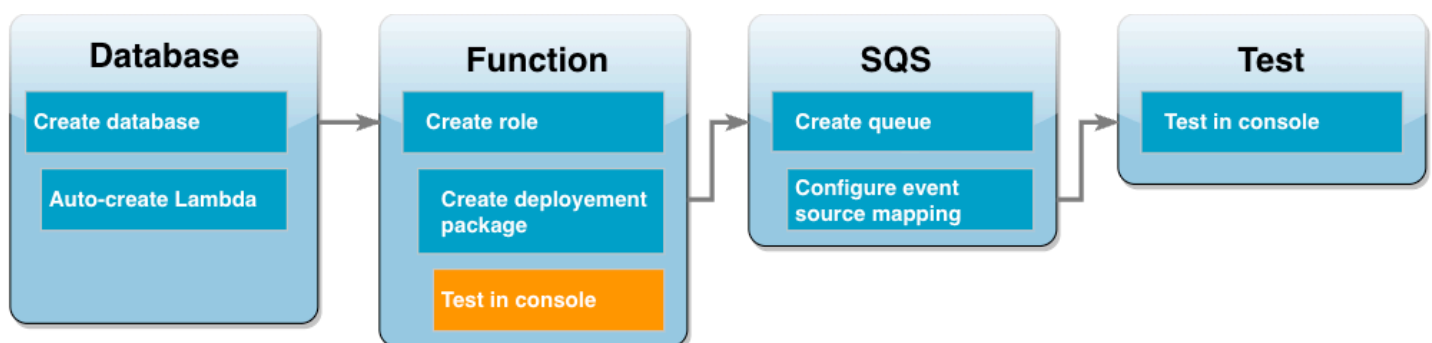 Database
Create database
Auto-create Lambda
Function
Create role
Create deployement
package
Test in console
SQS
Create queue
Configure event
source mapping
Test
Test in console